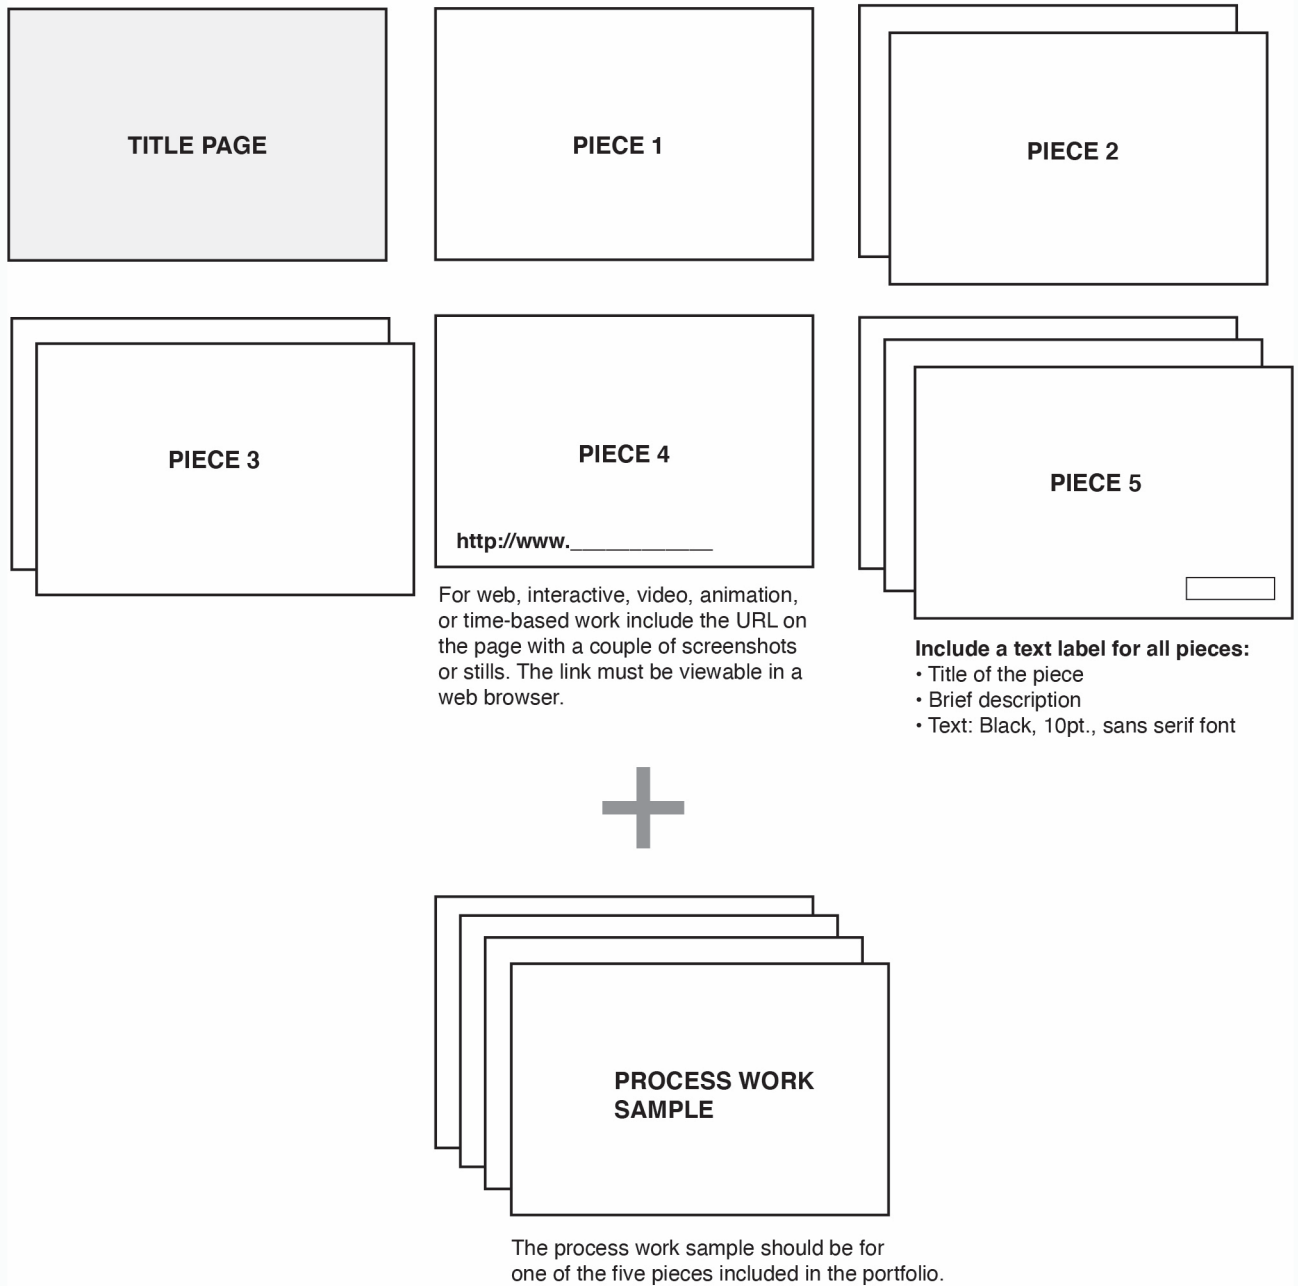 TITLE PAGE
PIECE 1
PIECE 2
PIECE 3
PIECE 4
http://www.____________
For web, interactive, video, animation,
or time-based work include the URL on
the page with a couple of screenshots
or stills. The link must be viewable in a
web browser.
PIECE 5
Include a text label for all pieces:
• Title of the piece
• Brief description
• Text: Black, 10pt., sans serif font
PROCESS WORK
SAMPLE
The process work sample should be for
one of the five pieces included in the portfolio.